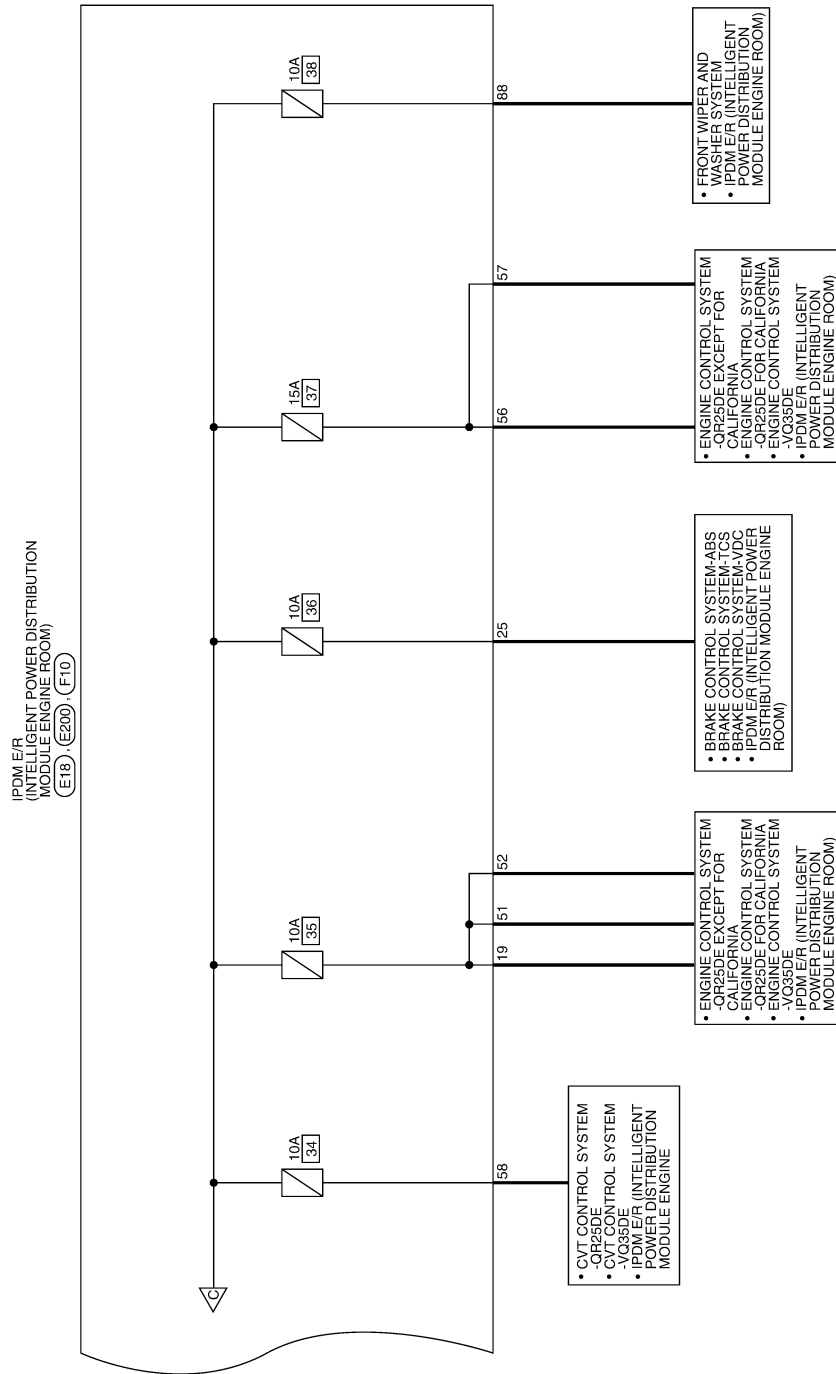 IPDM E/R
(INTELLIGENT POWER DISTRIBUTION
MODULE ENGINE ROOM)
E18 , E200 , F10
C
10A
34
10A
35
10A
36
15A
37
10A
38
58
19
51
52
25
56
57
88
• CVT CONTROL SYSTEM
-QR25DE
• CVT CONTROL SYSTEM
-VQ35DE
• IPDM E/R (INTELLIGENT
POWER DISTRIBUTION
MODULE ENGINE
• ENGINE CONTROL SYSTEM
-QR25DE EXCEPT FOR
CALIFORNIA
• ENGINE CONTROL SYSTEM
-QR25DE FOR CALIFORNIA
• ENGINE CONTROL SYSTEM
-VQ35DE
• IPDM E/R (INTELLIGENT
POWER DISTRIBUTION
MODULE ENGINE ROOM)
• BRAKE CONTROL SYSTEM-ABS
• BRAKE CONTROL SYSTEM-TCS
• BRAKE CONTROL SYSTEM-VDC
• IPDM E/R (INTELLIGENT POWER
DISTRIBUTION MODULE ENGINE
ROOM)
• ENGINE CONTROL SYSTEM
-QR25DE EXCEPT FOR
CALIFORNIA
• ENGINE CONTROL SYSTEM
-QR25DE FOR CALIFORNIA
• ENGINE CONTROL SYSTEM
-VQ35DE
• IPDM E/R (INTELLIGENT
POWER DISTRIBUTION
MODULE ENGINE ROOM)
• FRONT WIPER AND
WASHER SYSTEM
• IPDM E/R (INTELLIGENT
POWER DISTRIBUTION
MODULE ENGINE ROOM)